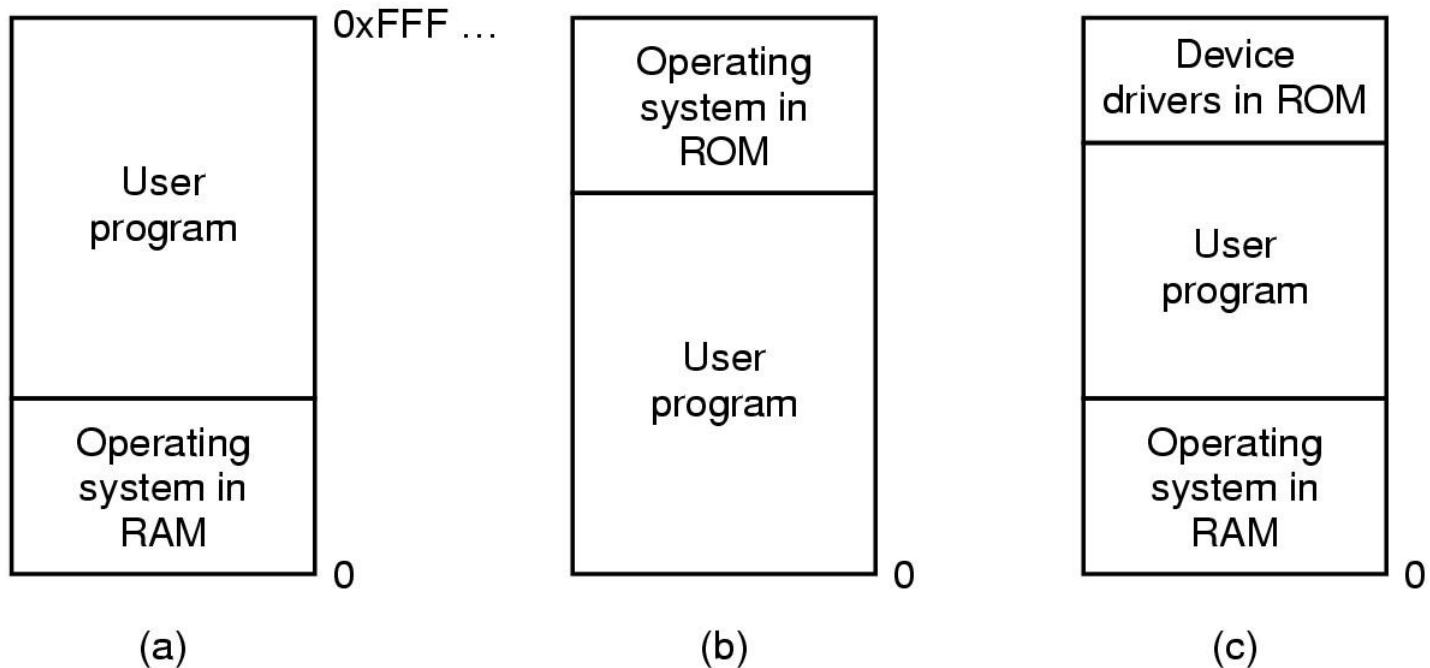 User
program
Operating
system in
RAM
0xFFF …
0
(a)
Operating
system in
ROM
User
program
0
(b)
Device
drivers in ROM
User
program
Operating
system in
RAM
0
(c)